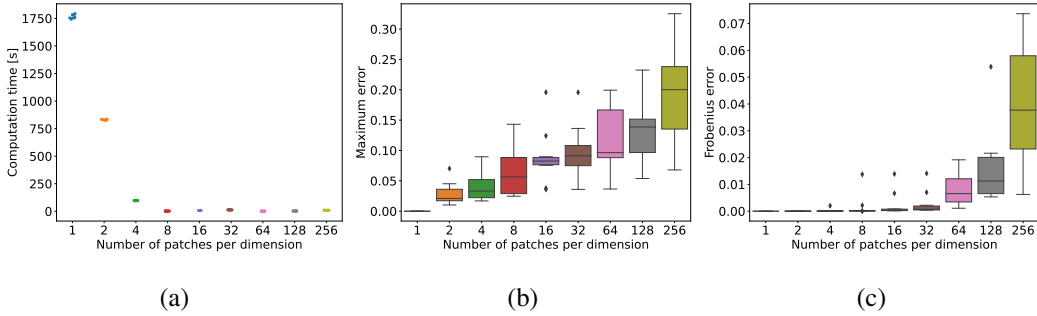 Computation time [s]
1750
1500
1250
1000
750
500
250
0
1 2 4 8 16 32 64 128 256
Number of patches per dimension
(a)
Maximum error
0.30
0.25
0.20
0.15
0.10
0.05
0.00
1 2 4 8 16 32 64 128 256
Number of patches per dimension
(b)
Frobenius error
0.07
0.06
0.05
0.04
0.03
0.02
0.01
0.00
1 2 4 8 16 32 64 128 256
Number of patches per dimension
(c)